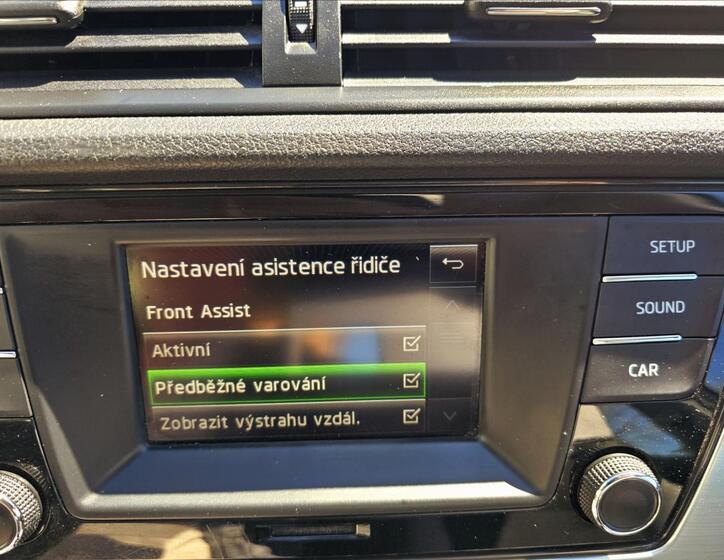 Nastavení asistence řidiče
Front Assist
Aktivní
Předběžné varování
Zobrazit výstrahu vzdál.
SETUP
SOUND
CAR